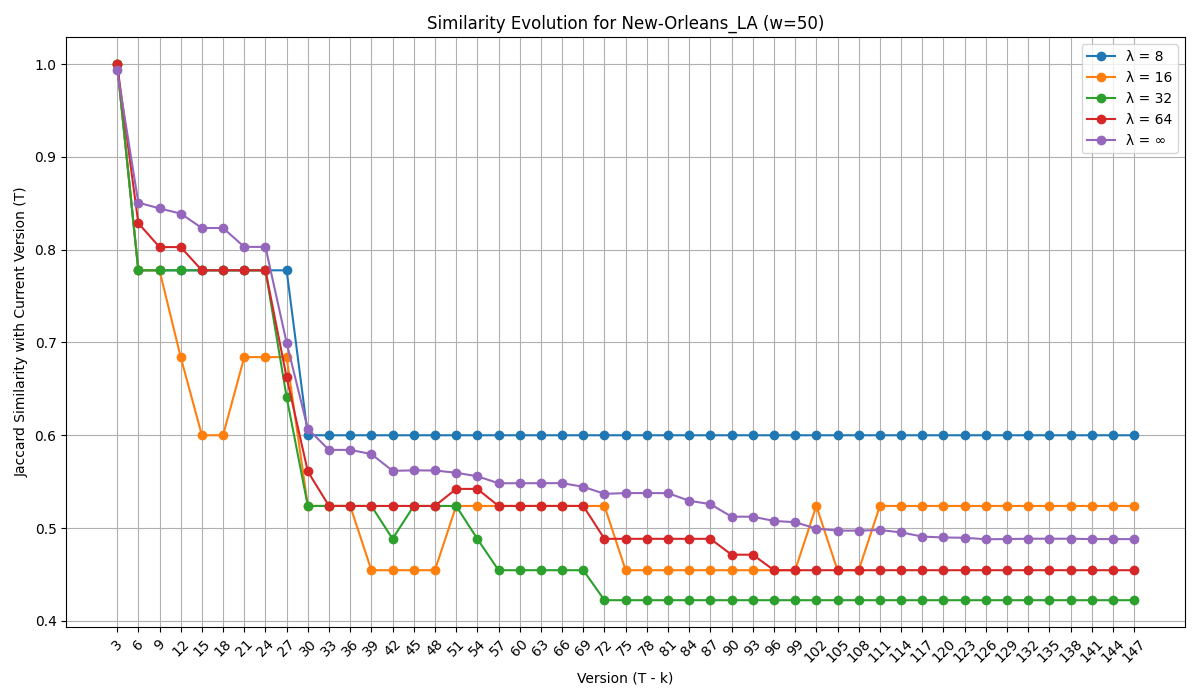 Similarity Evolution for New-Orleans_LA (w=50)
Jaccard Similarity with Current Version (T)
1.0
0.9
0.8
0.7
0.6
0.5
0.4
λ = 8
λ = 16
λ = 32
λ = 64
λ = ∞
3 6 9 12 15 18 21 24 27 30 33 36 39 42 45 48 51 54 57 60 63 66 69 72 75 78 81 84 87 90 93 96 99 102 105 108 111 114 117 120 123 126 129 132 135 138 141 144 147
Version (T - k)